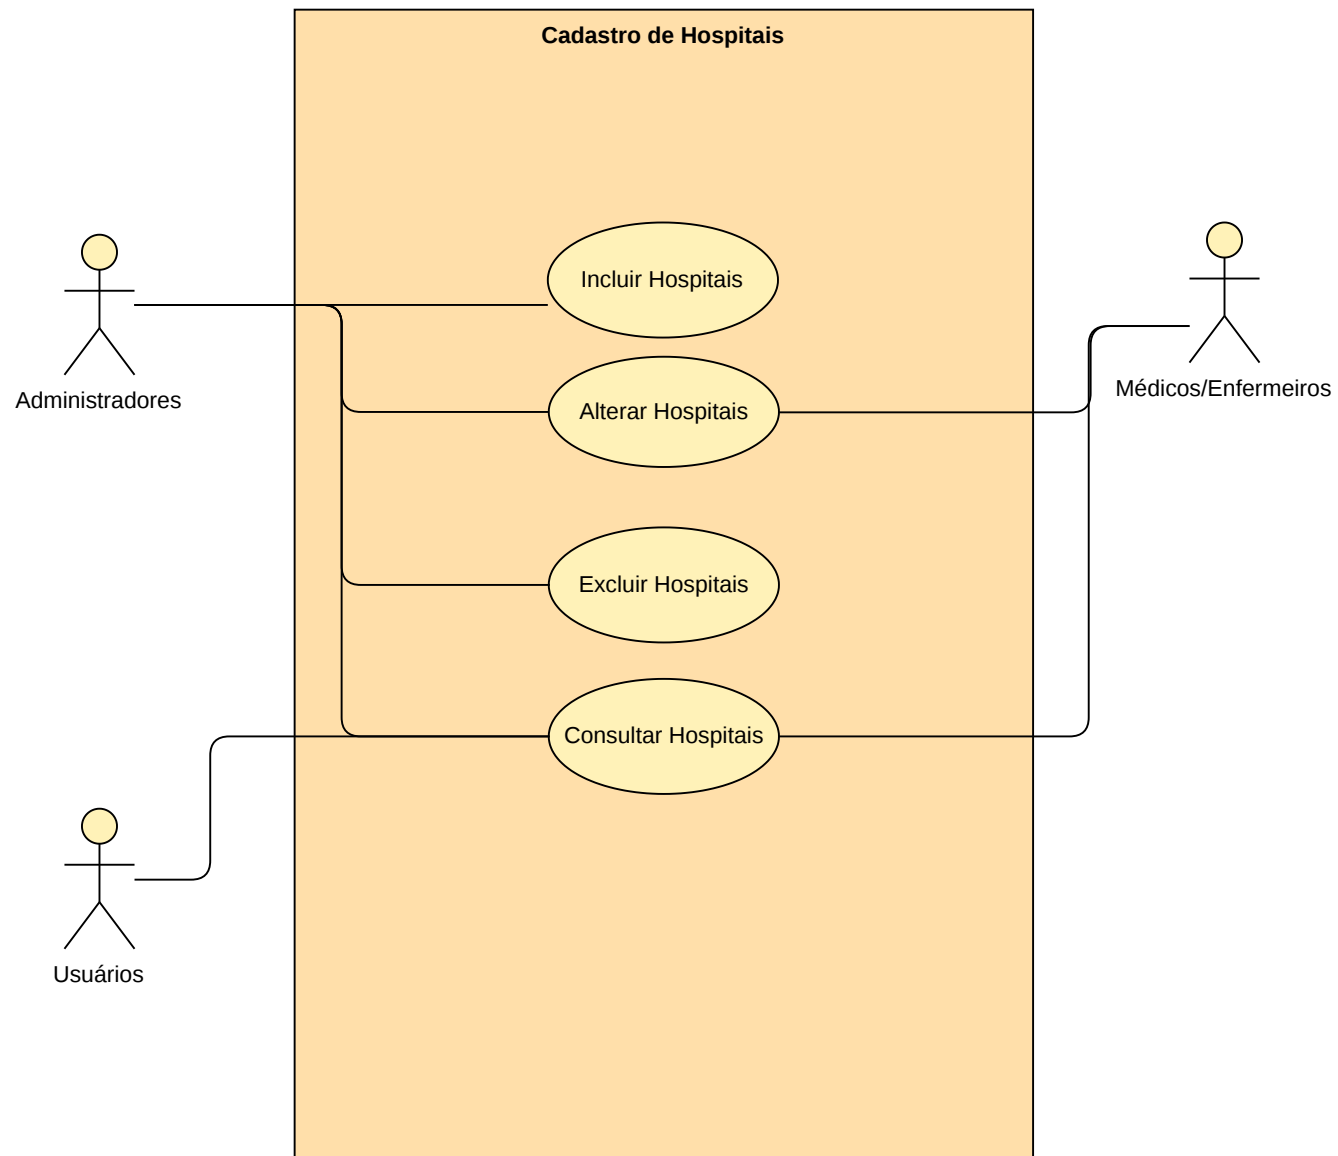 Cadastro de Hospitais
Incluir Hospitais
Administradores
Médicos/Enfermeiros
Alterar Hospitais
Excluir Hospitais
Consultar Hospitais
Usuários